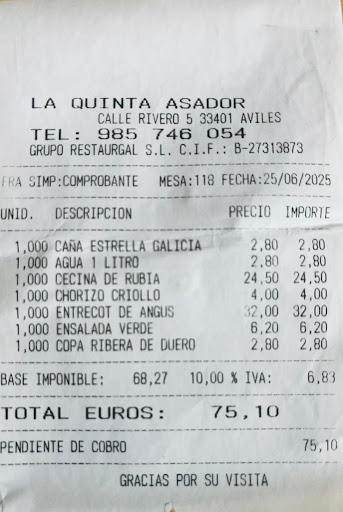 LA QUINTA ASADOR
CALLE RIVERO 5 33401 AVILES
TEL: 985 746 054
GRUPO RESTAURGAL S.L. C.I.F.: B-27313873
FRA SIMP:COMPROBANTE MESA:118 FECHA:25/06/2025
UNID. DESCRIPCION PRECIO IMPORTE
1,000 CAÑA ESTRELLA GALICIA 2,80 2,80
1,000 AGUA 1 LITRO 2,80 2,80
1,000 CECINA DE RUBIA 24,50 24,50
1,000 CHORIZO CRIOLLO 4,00 4,00
1,000 ENTRECOT DE ANGUS 32,00 32,00
1,000 ENSALADA VERDE 6,20 6,20
1,000 COPA RIBERA DE DUERO 2,80 2,80
BASE IMPONIBLE: 68,27 10,00 % IVA: 6,83
TOTAL EUROS: 75,10
PENDIENTE DE COBRO 75,10
GRACIAS POR SU VISITA